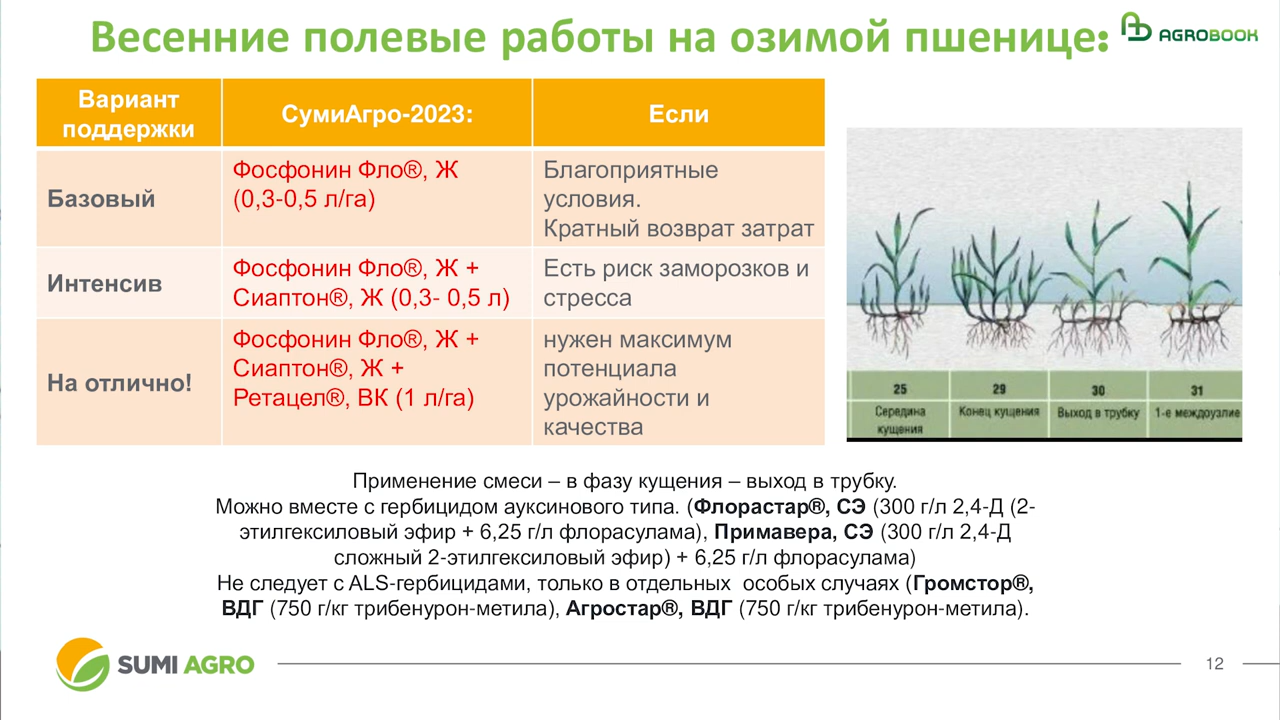 Весенние полевые работы на озимой пшенице:
AGROBOOK
Вариант
поддержки
СумиАгро-2023:
Если
Базовый
Фосфонин Фло®, Ж
(0,3-0,5 л/га)
Благоприятные
условия.
Кратный возврат затрат
Интенсив
Фосфонин Фло®, Ж +
Сиаптон®, Ж (0,3- 0,5 л)
Есть риск заморозков и
стресса
На отлично!
Фосфонин Фло®, Ж +
Сиаптон®, Ж +
Ретацел®, ВК (1 л/га)
нужен максимум
потенциала
урожайности и
качества
25
29
30
31
Середина
кущения
Конец кущения
Выход в трубку
1-е междоузлие
Применение смеси – в фазу кущения – выход в трубку.
Можно вместе с гербицидом ауксинового типа. (Флорастар®, СЭ (300 г/л 2,4-Д (2-
этилгексиловый эфир + 6,25 г/л флорасулама), Примавера, СЭ (300 г/л 2,4-Д
сложный 2-этилгексиловый эфир) + 6,25 г/л флорасулама)
Не следует с ALS-гербицидами, только в отдельных  особых случаях (Громстор®,
ВДГ (750 г/кг трибенурон-метила), Агростар®, ВДГ (750 г/кг трибенурон-метила).
SUMI AGRO
12